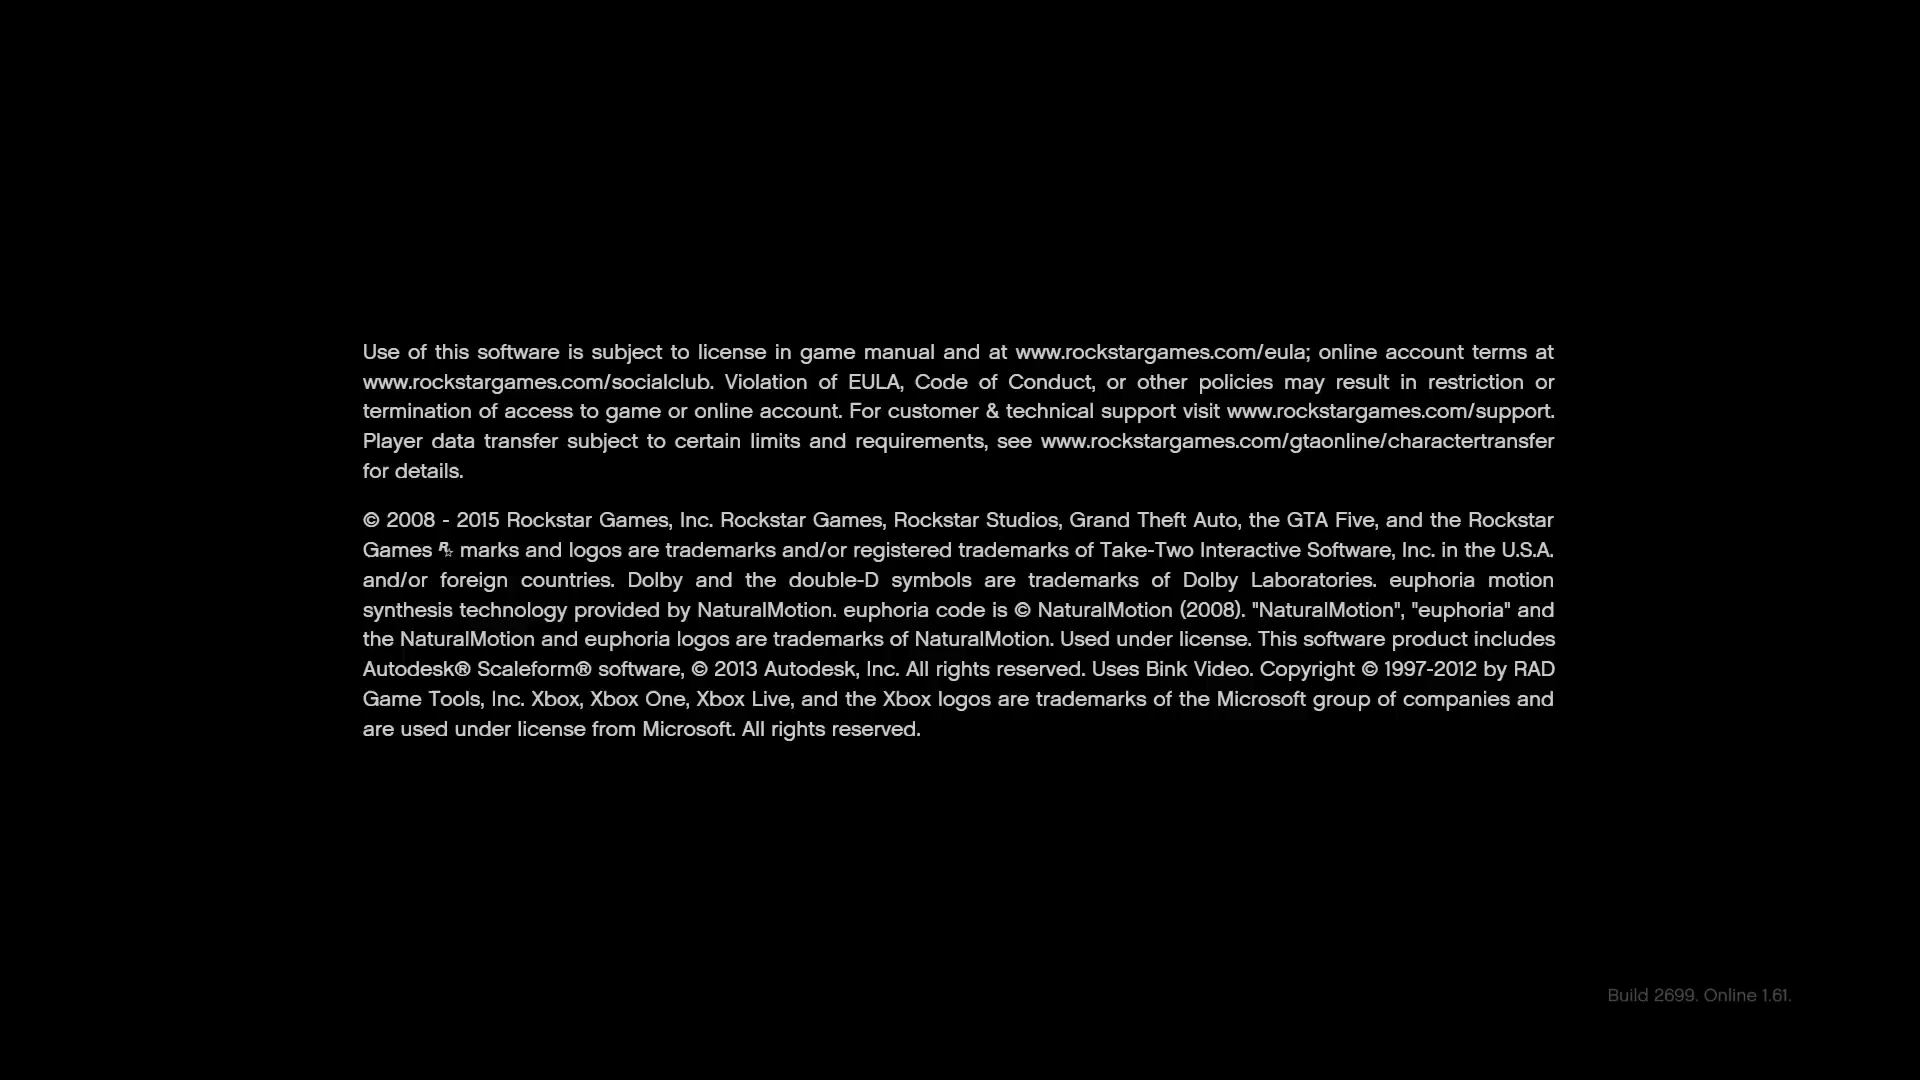 Use of this software is subject to license in game manual and at www.rockstargames.com/eula; online account terms at
www.rockstargames.com/socialclub. Violation of EULA, Code of Conduct, or other policies may result in restriction or
termination of access to game or online account. For customer & technical support visit www.rockstargames.com/support.
Player data transfer subject to certain limits and requirements, see www.rockstargames.com/gtaonline/charactertransfer
for details.
© 2008 - 2015 Rockstar Games, Inc. Rockstar Games, Rockstar Studios, Grand Theft Auto, the GTA Five, and the Rockstar
Games R* marks and logos are trademarks and/or registered trademarks of Take-Two Interactive Software, Inc. in the U.S.A.
and/or foreign countries. Dolby and the double-D symbols are trademarks of Dolby Laboratories. euphoria motion
synthesis technology provided by NaturalMotion. euphoria code is © NaturalMotion (2008). "NaturalMotion", "euphoria" and
the NaturalMotion and euphoria logos are trademarks of NaturalMotion. Used under license. This software product includes
Autodesk® Scaleform® software, © 2013 Autodesk, Inc. All rights reserved. Uses Bink Video. Copyright © 1997-2012 by RAD
Game Tools, Inc. Xbox, Xbox One, Xbox Live, and the Xbox logos are trademarks of the Microsoft group of companies and
are used under license from Microsoft. All rights reserved.
Build 2699. Online 1.61.